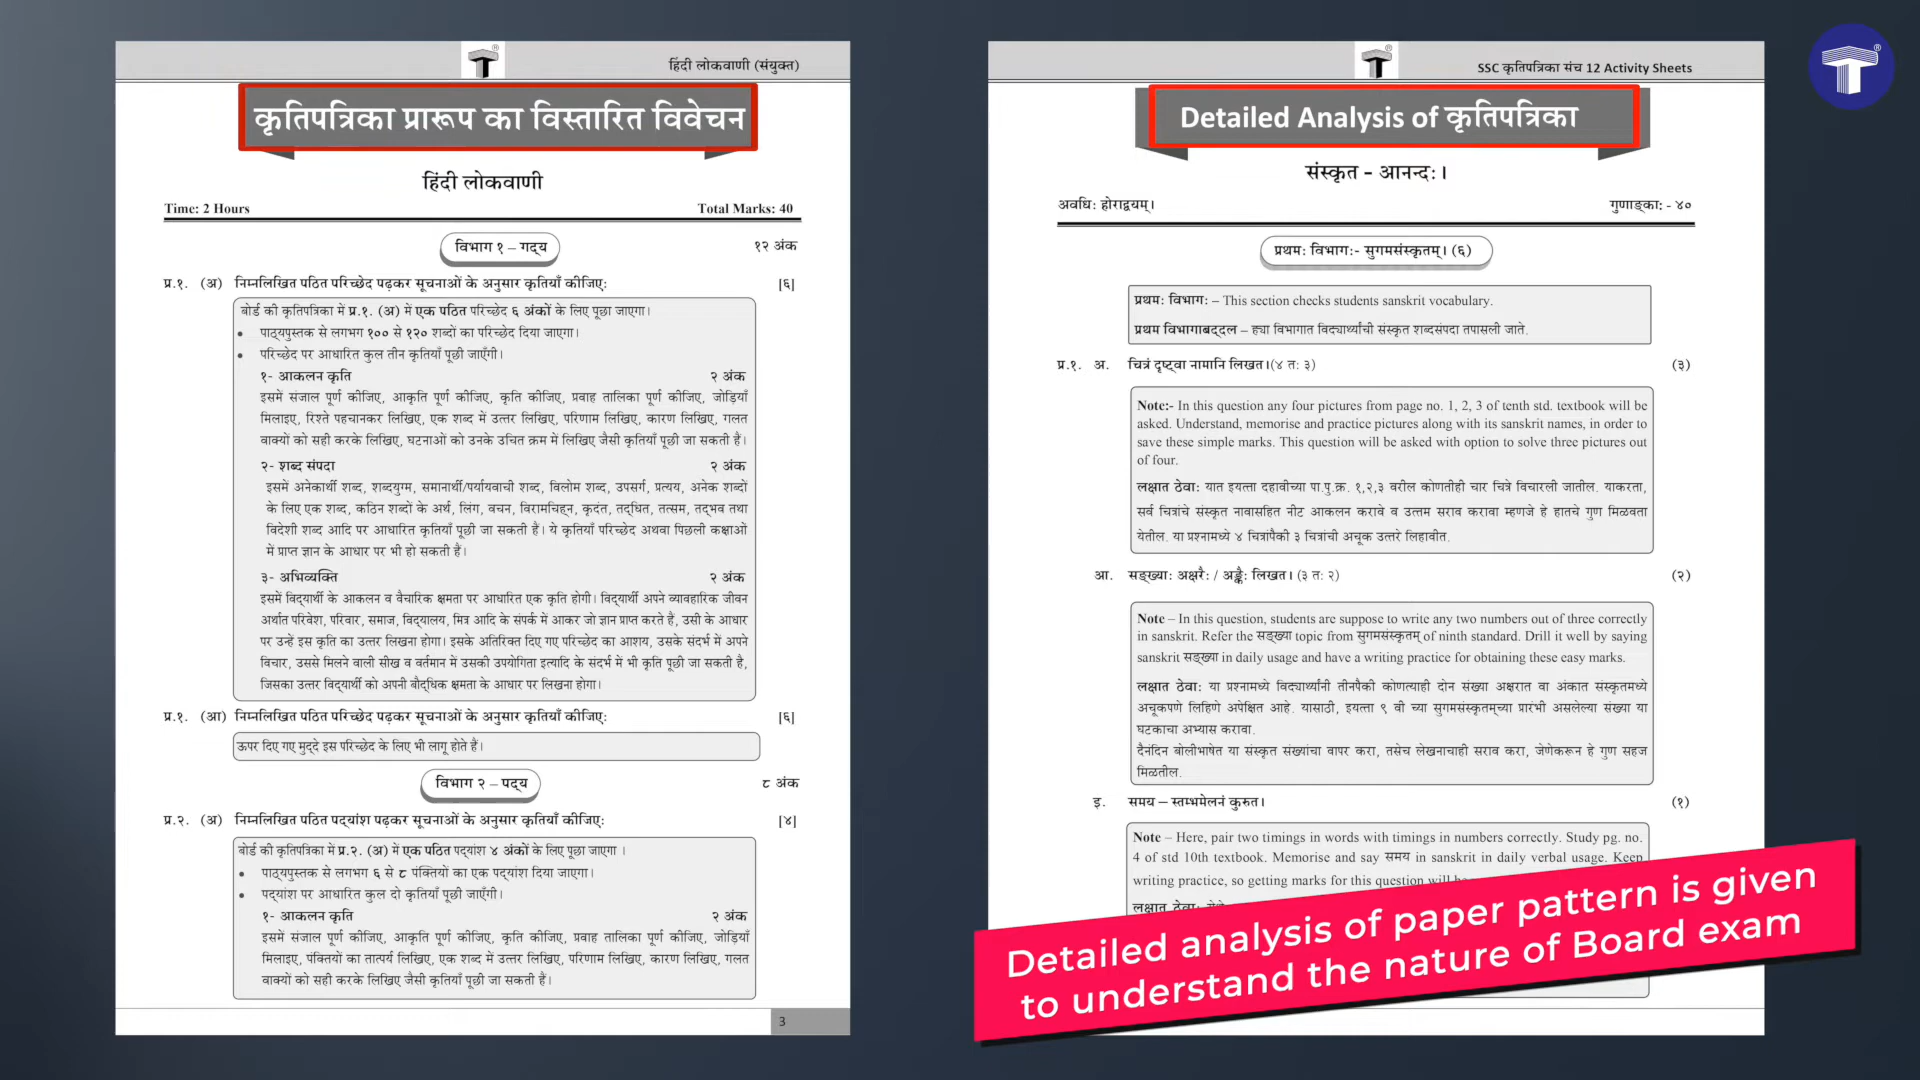 हिंदी लोकवाणी (संयुक्त)
कृतिपत्रिका प्रारूप का विस्तारित विवेचन
हिंदी लोकवाणी
Time: 2 Hours Total Marks: 40
विभाग १ – गद्य १२ अंक
प्र.१. (अ) निम्नलिखित पठित परिच्छेद पढ़कर सूचनाओं के अनुसार कृतियाँ कीजिए: [६]
बोर्ड की कृतिपत्रिका में प्र.१. (अ) में एक पठित परिच्छेद ६ अंकों के लिए पूछा जाएगा।
• पाठ्यपुस्तक से लगभग १०० से १२० शब्दों का परिच्छेद दिया जाएगा।
• परिच्छेद पर आधारित कुल तीन कृतियाँ पूछी जाएँगी।
१- आकलन कृति २ अंक
इसमें संजाल पूर्ण कीजिए, आकृति पूर्ण कीजिए, कृति कीजिए, प्रवाह तालिका पूर्ण कीजिए, जोड़ियाँ
मिलाइए, रिश्ते पहचानकर लिखिए, एक शब्द में उत्तर लिखिए, परिणाम लिखिए, कारण लिखिए, गलत
वाक्यों को सही करके लिखिए, घटनाओं को उनके उचित क्रम में लिखिए जैसी कृतियाँ पूछी जा सकती हैं।
२- शब्द संपदा २ अंक
इसमें अनेकार्थी शब्द, शब्दयुग्म, समानार्थी/पर्यायवाची शब्द, विलोम शब्द, उपसर्ग, प्रत्यय, अनेक शब्दों
के लिए एक शब्द, कठिन शब्दों के अर्थ, लिंग, वचन, विरामचिह्न, कृदंत, तद्धित, तत्सम, तद्भव तथा
विदेशी शब्द आदि पर आधारित कृतियाँ पूछी जा सकती हैं। ये कृतियाँ परिच्छेद अथवा पिछली कक्षाओं
में प्राप्त ज्ञान के आधार पर भी हो सकती हैं।
३- अभिव्यक्ति २ अंक
इसमें विद्यार्थी के आकलन व वैचारिक क्षमता पर आधारित एक कृति होगी। विद्यार्थी अपने व्यावहारिक जीवन
अर्थात परिवेश, परिवार, समाज, विद्यालय, मित्र आदि के संपर्क में आकर जो ज्ञान प्राप्त करते हैं, उसी के आधार
पर उन्हें इस कृति का उत्तर लिखना होगा। इसके अतिरिक्त दिए गए परिच्छेद का आशय, उसके संदर्भ में अपने
विचार, उससे मिलने वाली सीख व वर्तमान में उसकी उपयोगिता इत्यादि के संदर्भ में भी कृति पूछी जा सकती है,
जिसका उत्तर विद्यार्थी को अपनी बौद्धिक क्षमता के आधार पर लिखना होगा।
प्र.१. (आ) निम्नलिखित पठित परिच्छेद पढ़कर सूचनाओं के अनुसार कृतियाँ कीजिए: [६]
ऊपर दिए गए मुद्दे इस परिच्छेद के लिए भी लागू होते हैं।
विभाग २ – पद्य ८ अंक
प्र.२. (अ) निम्नलिखित पठित पद्यांश पढ़कर सूचनाओं के अनुसार कृतियाँ कीजिए: [४]
बोर्ड की कृतिपत्रिका में प्र.२. (अ) में एक पठित पद्यांश ४ अंकों के लिए पूछा जाएगा ।
• पाठ्यपुस्तक से लगभग ६ से ८ पंक्तियों का एक पद्यांश दिया जाएगा।
• पद्यांश पर आधारित कुल दो कृतियाँ पूछी जाएँगी।
१- आकलन कृति २ अंक
इसमें संजाल पूर्ण कीजिए, आकृति पूर्ण कीजिए, कृति कीजिए, प्रवाह तालिका पूर्ण कीजिए, जोड़ियाँ
मिलाइए, पंक्तियों का तात्पर्य लिखिए, एक शब्द में उत्तर लिखिए, परिणाम लिखिए, कारण लिखिए, गलत
वाक्यों को सही करके लिखिए जैसी कृतियाँ पूछी जा सकती हैं।
3
SSC कृतिपत्रिका संच 12 Activity Sheets
Detailed Analysis of कृतिपत्रिका
संस्कृत - आनन्दः।
अवधिः होराद्वयम्। गुणाङ्काः - ४०
प्रथमः विभागः- सुगमसंस्कृतम्। (६)
प्रथमः विभागः – This section checks students sanskrit vocabulary.
प्रथम विभागाबद्दल – ह्या विभागात विद्यार्थ्यांची संस्कृत शब्दसंपदा तपासली जाते.
प्र.१. अ. चित्रं दृष्ट्वा नामानि लिखत।(४ तः ३) (३)
Note:- In this question any four pictures from page no. 1, 2, 3 of tenth std. textbook will be
asked. Understand, memorise and practice pictures along with its sanskrit names, in order to
save these simple marks. This question will be asked with option to solve three pictures out
of four.
लक्षात ठेवाः यात इयत्ता दहावीच्या पा.पु.क्र. १,२,३ वरील कोणतीही चार चित्रे विचारली जातील. याकरता,
सर्व चित्रांचे संस्कृत नावासहित नीट आकलन करावे व उत्तम सराव करावा म्हणजे हे हातचे गुण मिळवता
येतील. या प्रश्नामध्ये ४ चित्रांपैकी ३ चित्रांची अचूक उत्तरे लिहावीत.
आ. सङ्ख्याः अक्षरैः / अङ्कैः लिखत। (३ तः २) (२)
Note – In this question, students are suppose to write any two numbers out of three correctly
in sanskrit. Refer the सङ्ख्या topic from सुगमसंस्कृतम् of ninth standard. Drill it well by saying
sanskrit सङ्ख्या in daily usage and have a writing practice for obtaining these easy marks.
लक्षात ठेवाः या प्रश्नामध्ये विद्यार्थ्यांनी तीनपैकी कोणत्याही दोन संख्या अक्षरात वा अंकात संस्कृतमध्ये
अचूकपणे लिहिणे अपेक्षित आहे. यासाठी, इयत्ता ९ वी च्या सुगमसंस्कृतम्च्या प्रारंभी असलेल्या संख्या या
घटकाचा अभ्यास करावा.
दैनंदिन बोलीभाषेत या संस्कृत संख्यांचा वापर करा, तसेच लेखनाचाही सराव करा, जेणेकरून हे गुण सहज
मिळतील.
इ. समय – स्तम्भमेलनं कुरुत। (१)
Note – Here, pair two timings in words with timings in numbers correctly. Study pg. no.
4 of std 10th textbook. Memorise and say समय in sanskrit in daily verbal usage. Keep
writing practice, so getting marks for this question will
लक्षात ठेवाः
Detailed analysis of paper pattern is given
to understand the nature of Board exam